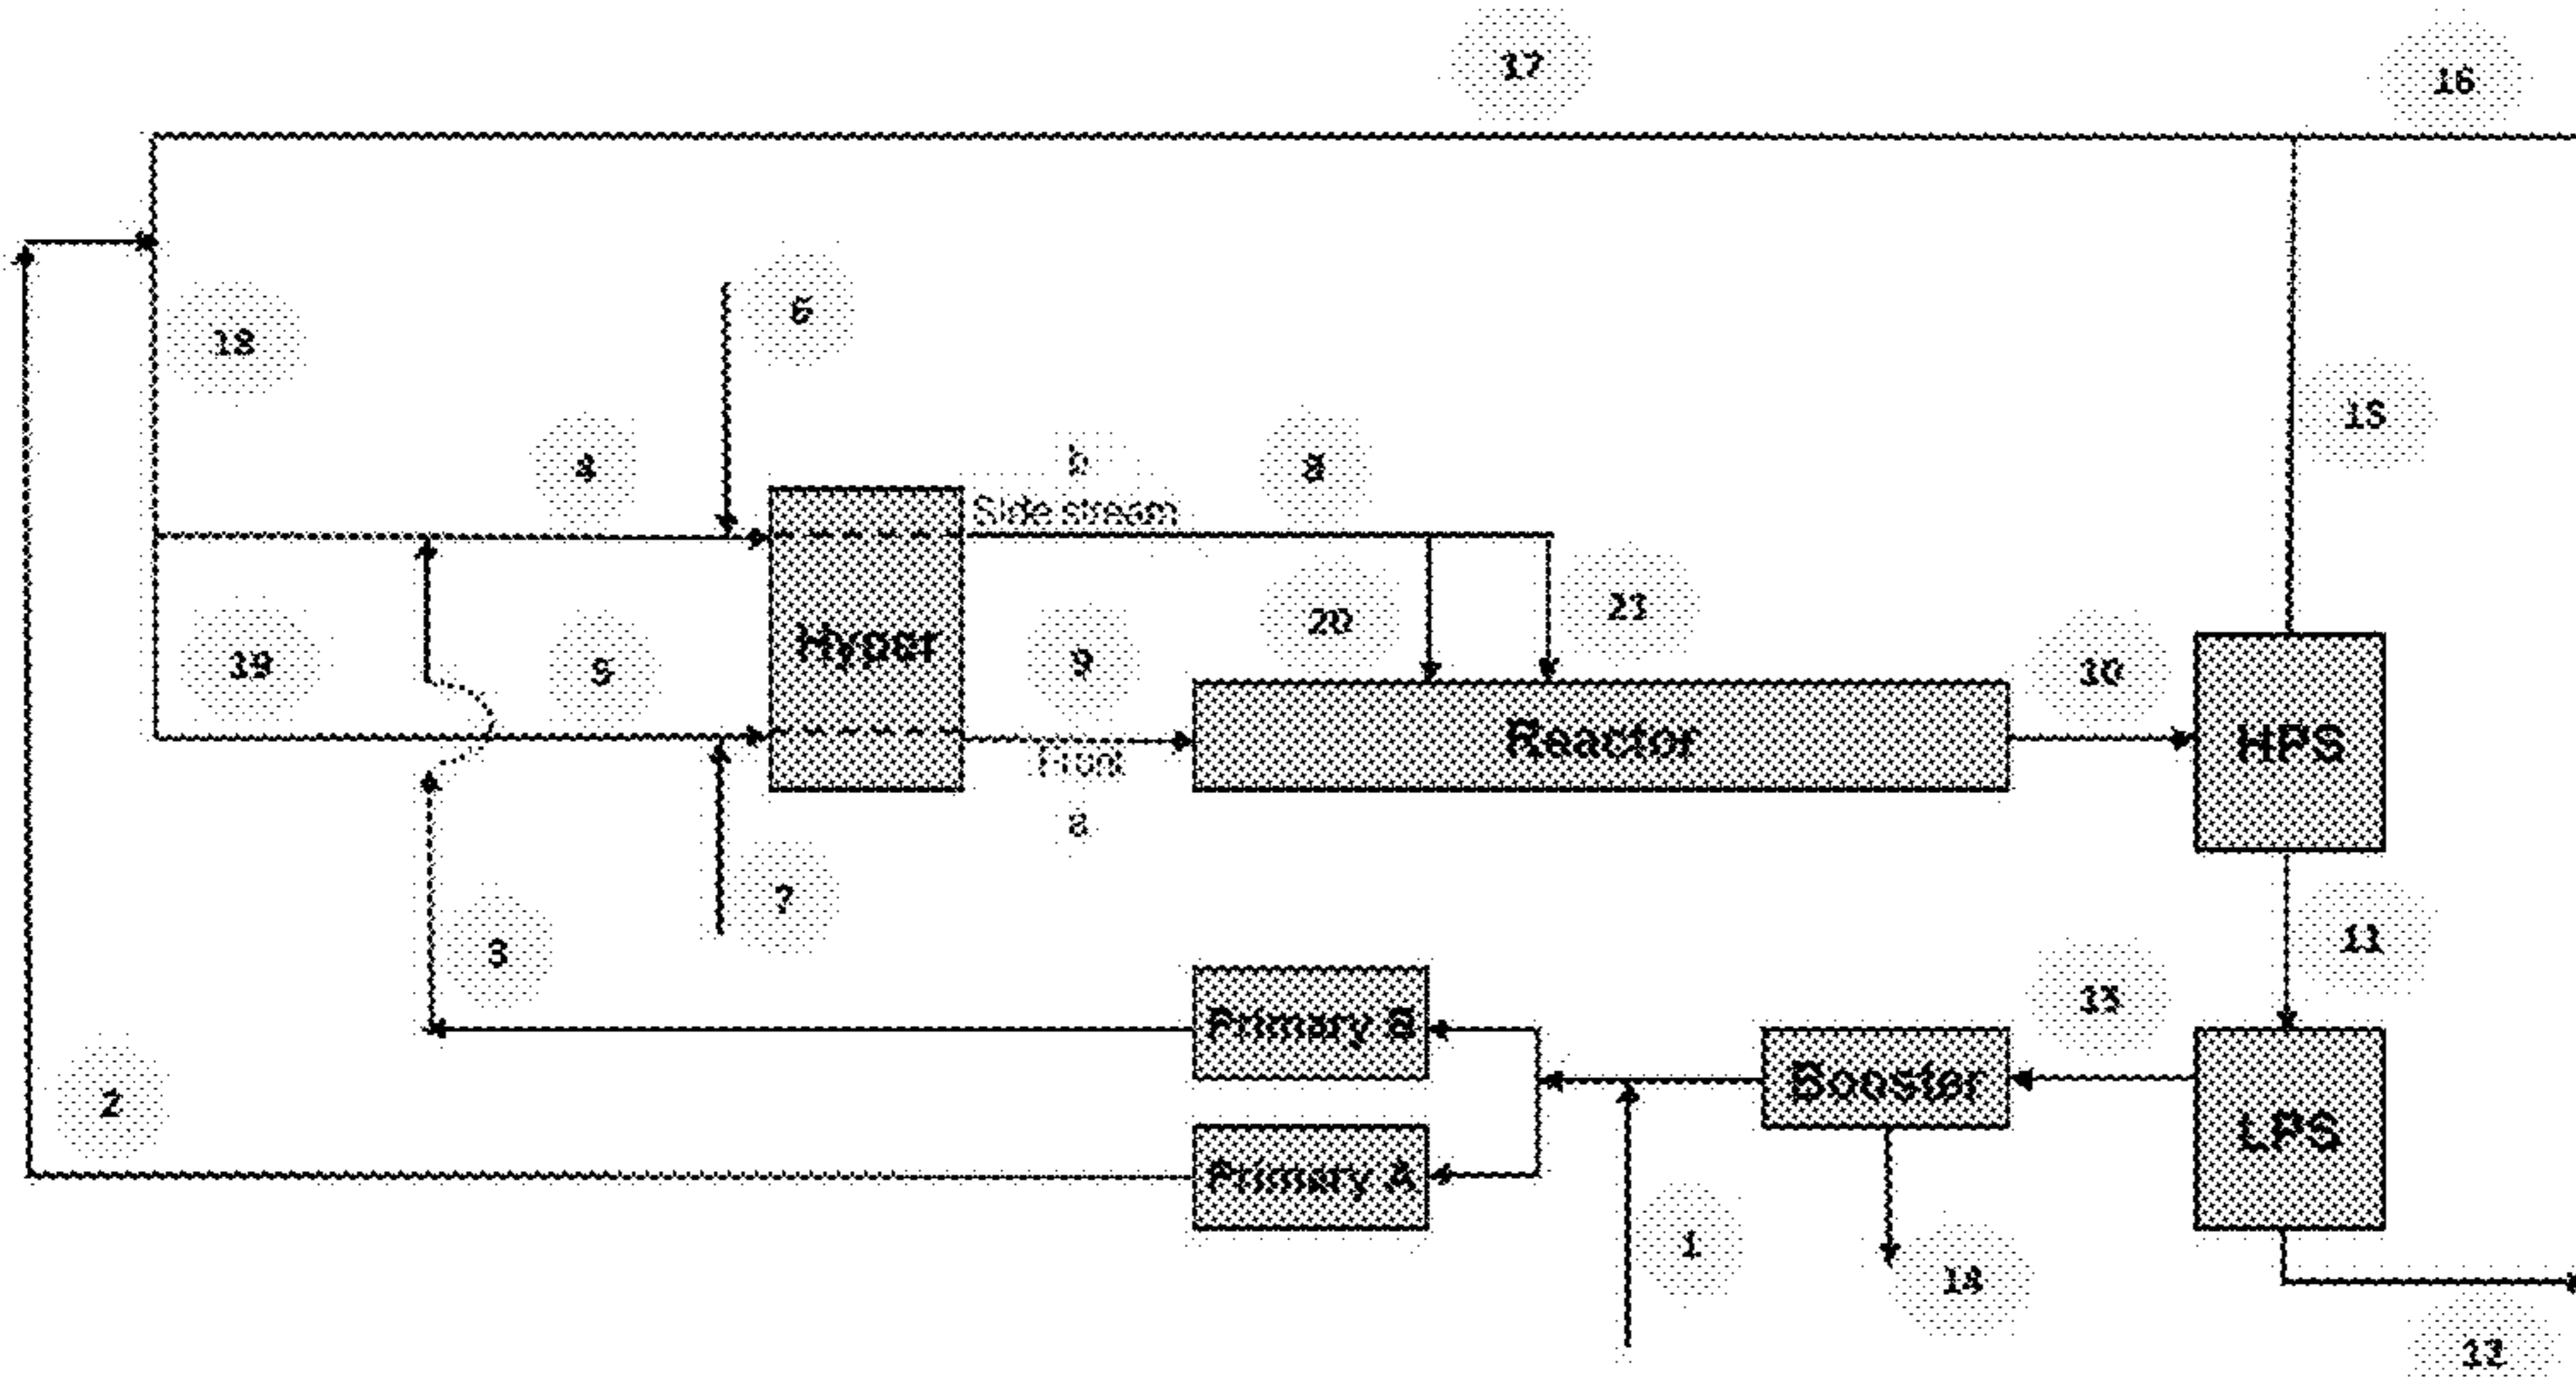 17
16
18
6
15
4
b
8
Side stream
20
21
19
5
9
Hyper
10
Reactor
HPS
Front
a
7
3
11
13
Primary B
Booster
2
LPS
Primary A
1
14
12